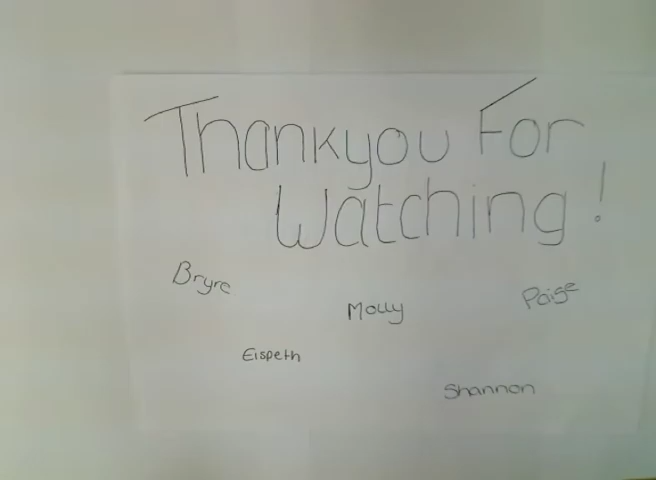 Thankyou For
Watching!
Bryre
Molly
Paige
Eispeth
Shannon